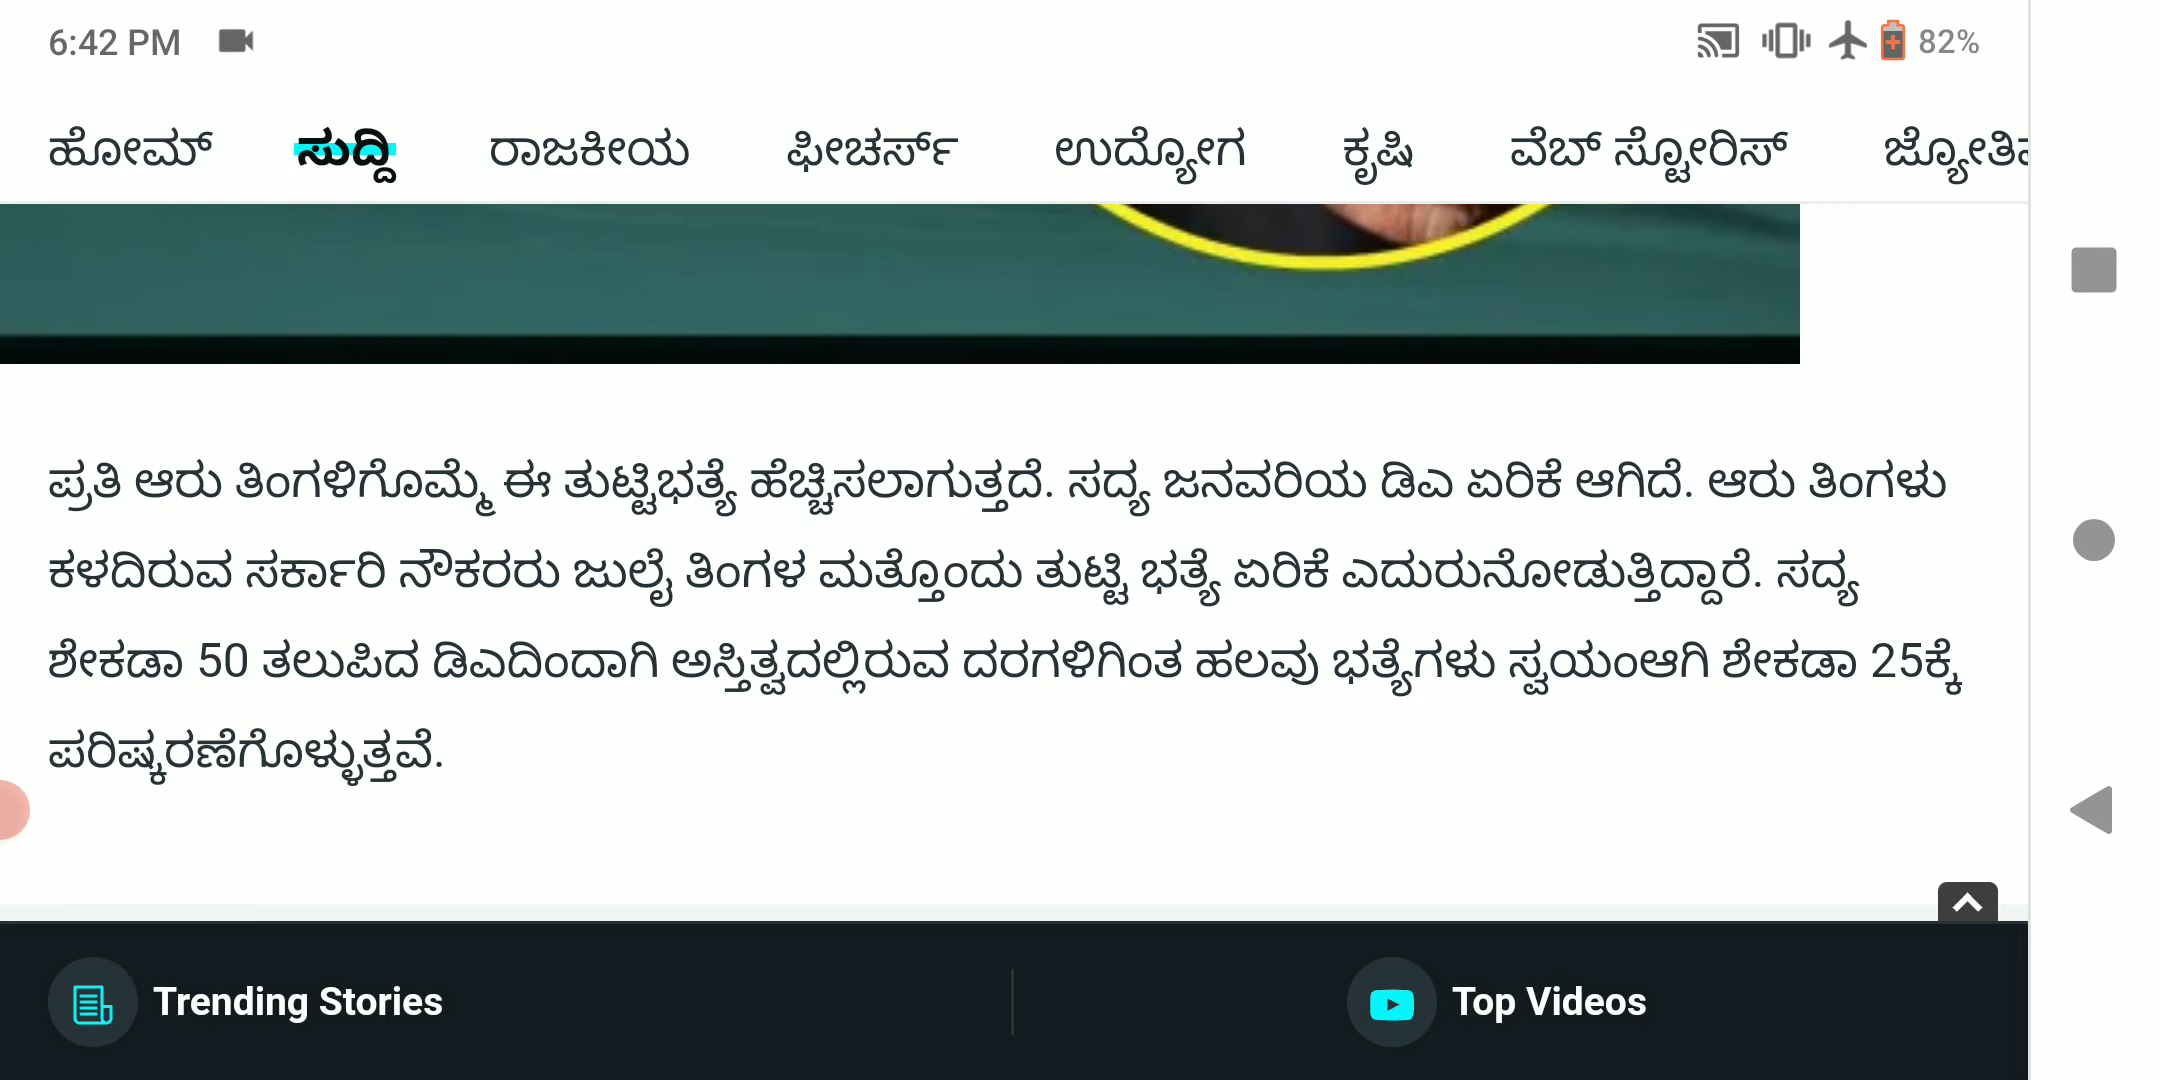 6:42 PM 82%
ಹೋಮ್ ಸುದ್ದಿ ರಾಜಕೀಯ ಫೀಚರ್ಸ್ ಉದ್ಯೋಗ ಕೃಷಿ ವೆಬ್ ಸ್ಟೋರಿಸ್
ಪ್ರತಿ ಆರು ತಿಂಗಳಿಗೊಮ್ಮೆ ಈ ತುಟ್ಟಿಭತ್ಯೆ ಹೆಚ್ಚಿಸಲಾಗುತ್ತದೆ. ಸದ್ಯ ಜನವರಿಯ ಡಿಎ ಏರಿಕೆ ಆಗಿದೆ. ಆರು ತಿಂಗಳು
ಕಳದಿರುವ ಸರ್ಕಾರಿ ನೌಕರರು ಜುಲೈ ತಿಂಗಳ ಮತ್ತೊಂದು ತುಟ್ಟಿ ಭತ್ಯೆ ಏರಿಕೆ ಎದುರುನೋಡುತ್ತಿದ್ದಾರೆ. ಸದ್ಯ
ಶೇಕಡಾ 50 ತಲುಪಿದ ಡಿಎದಿಂದಾಗಿ ಅಸ್ತಿತ್ವದಲ್ಲಿರುವ ದರಗಳಿಗಿಂತ ಹಲವು ಭತ್ಯೆಗಳು ಸ್ವಯಂಆಗಿ ಶೇಕಡಾ 25ಕ್ಕೆ
ಪರಿಷ್ಕರಣೆಗೊಳ್ಳುತ್ತವೆ.
Trending Stories Top Videos